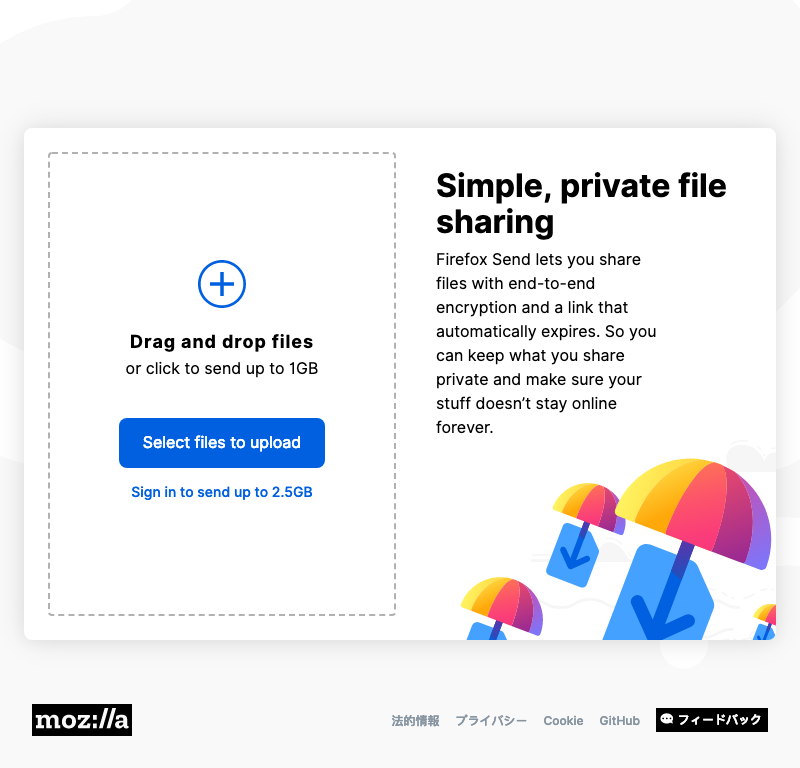 Drag and drop files
or click to send up to 1GB
Select files to upload
Sign in to send up to 2.5GB
Simple, private file
sharing
Firefox Send lets you share
files with end-to-end
encryption and a link that
automatically expires. So you
can keep what you share
private and make sure your
stuff doesn’t stay online
forever.
moz://a
法的情報 プライバシー Cookie GitHub フィードバック